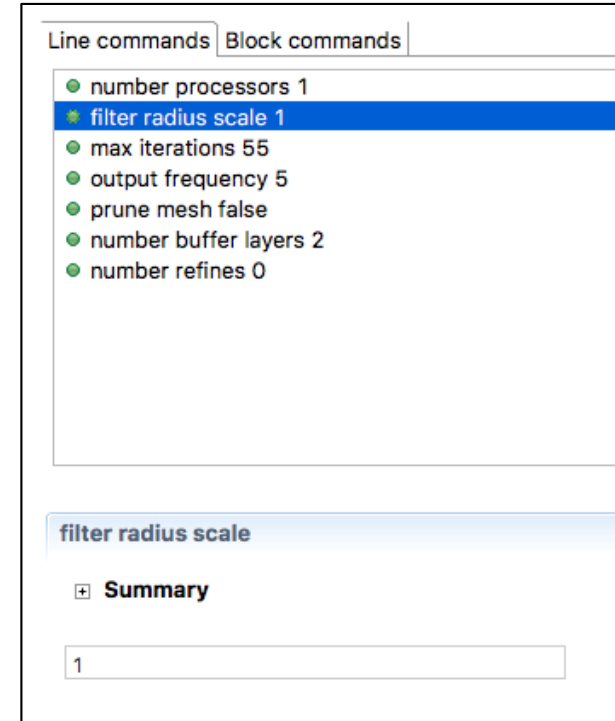 Line commands Block commands
number processors 1
filter radius scale 1
max iterations 55
output frequency 5
prune mesh false
number buffer layers 2
number refines 0
filter radius scale
Summary
1